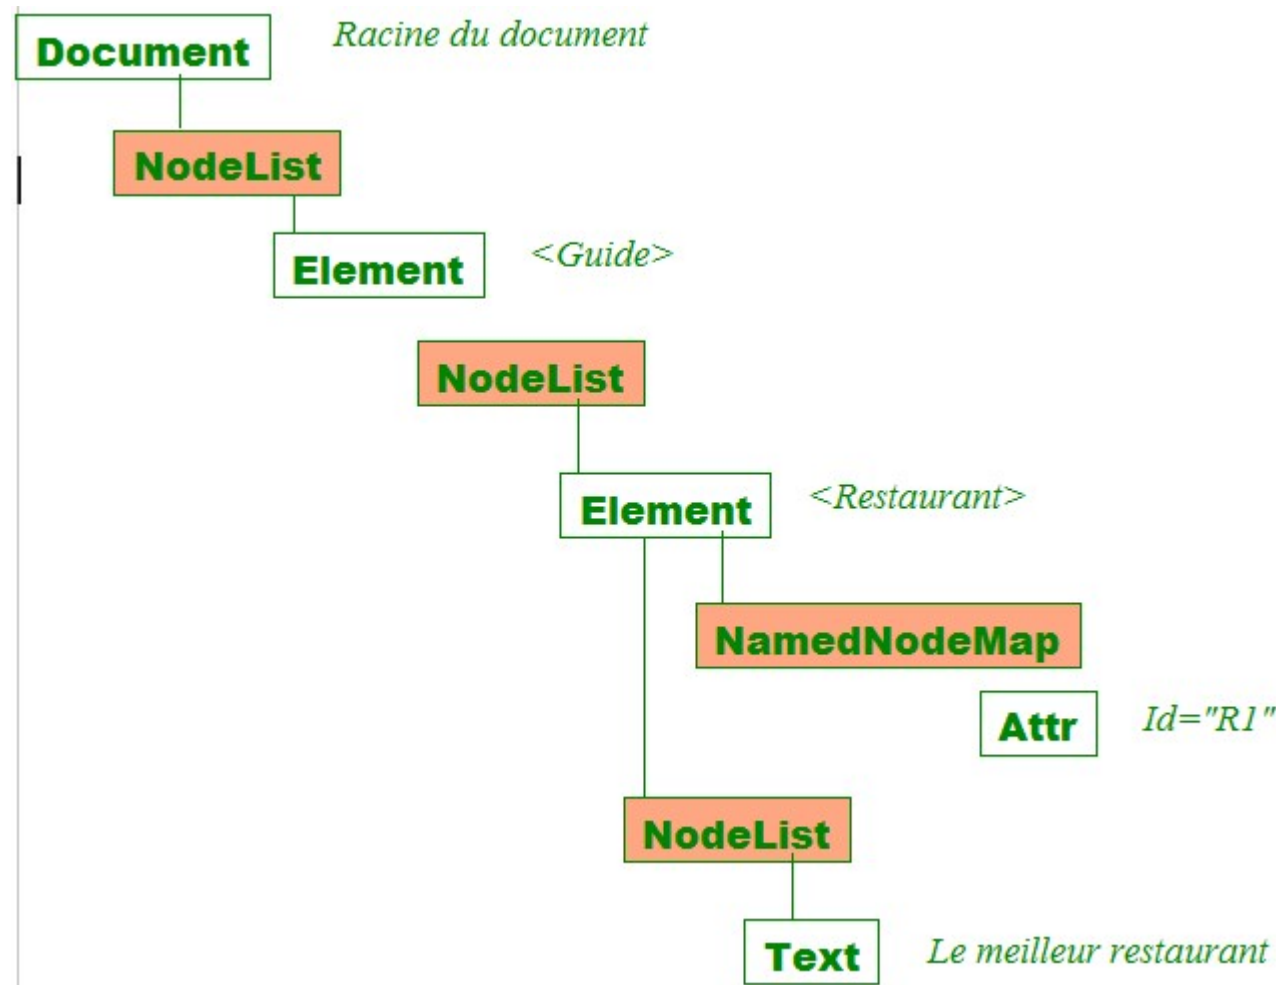 Document Racine du document
NodeList
Element <Guide>
NodeList
Element <Restaurant>
NamedNodeMap
Attr Id="R1"
NodeList
Text Le meilleur restaurant